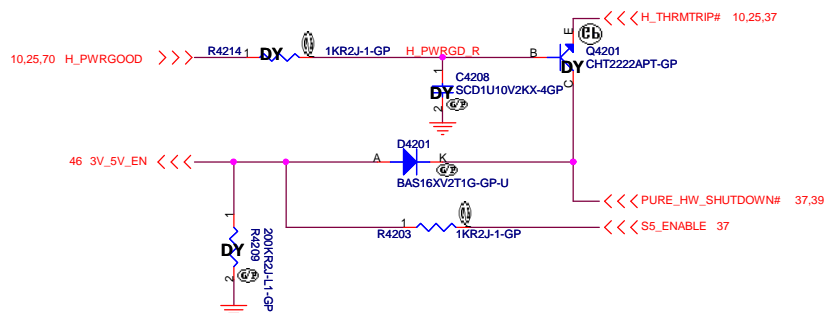 H_THRMTRIP# 10,25,37
E
10,25,70 H_PWRGOOD
R4214
1
DY
1KR2J-1-GP
H_PWRGD_R
B
Q4201
CHT2222APT-GP
DY
C
1
C4208
DY
SCD1U10V2KX-4GP
G/P
2
D4201
46 3V_5V_EN
A
K
G/P
BAS16XV2T1G-GP-U
PURE_HW_SHUTDOWN# 37,39
1
R4203
1KR2J-1-GP
S5_ENABLE 37
1
DY
R4209
200KR2J-L1-GP
2
G/P